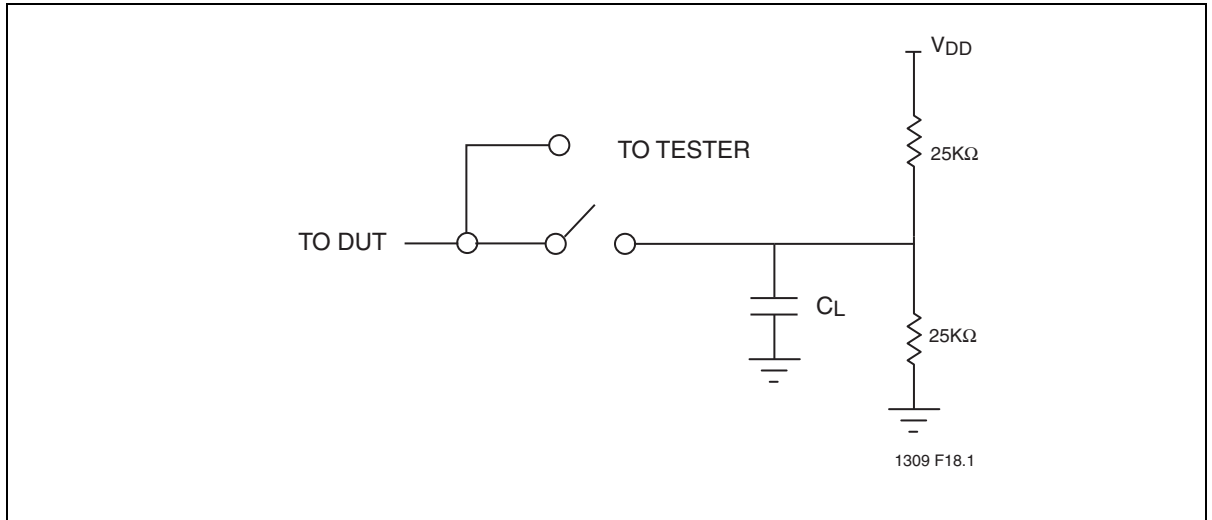 VDD
25KΩ
TO TESTER
TO DUT
CL
25KΩ
1309 F18.1